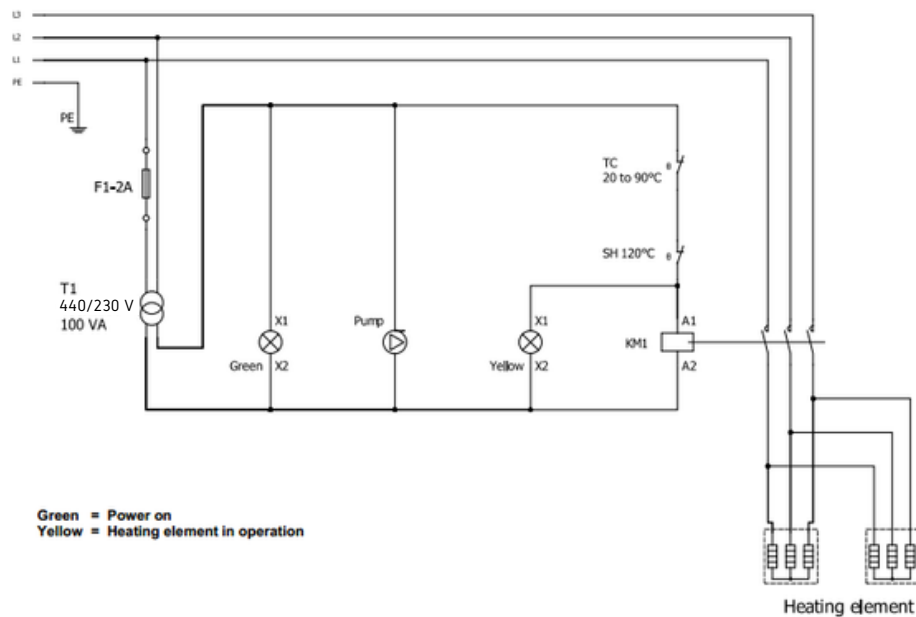 L3
L2
L1
PE
PE
F1-2A
T1
440/230 V
100 VA
TC
20 to 90°C
θ
SH 120°C
θ
X1
Green
X2
Pump
X1
Yellow
X2
A1
KM1
A2
Green = Power on
Yellow = Heating element in operation
Heating element